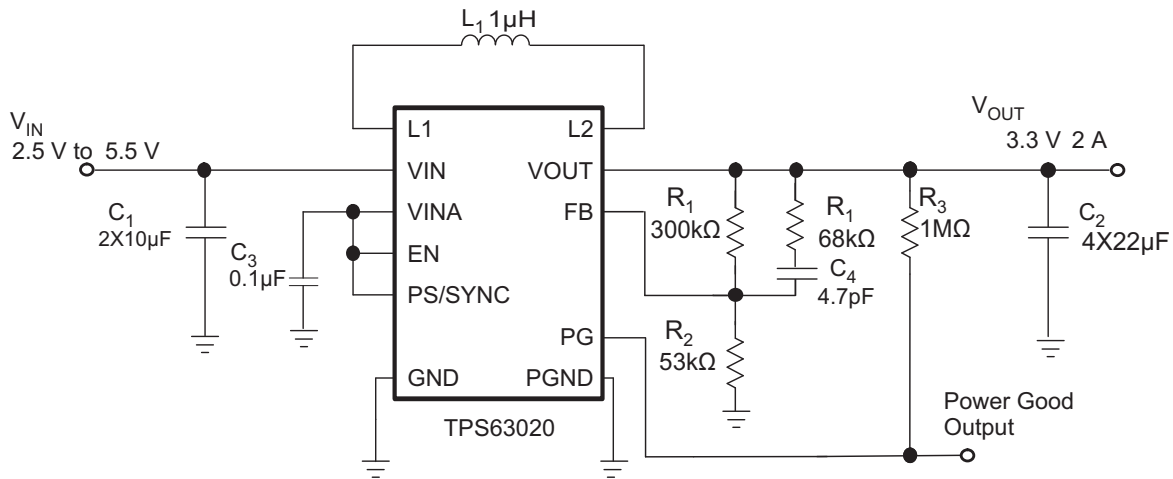 L1 1µH
VIN
2.5 V to 5.5 V
L1
L2
VOUT
3.3 V 2 A
VIN
VOUT
C1
2X10µF
VINA
FB
R1
300kΩ
R1
68kΩ
R3
1MΩ
C2
4X22µF
C3
0.1µF
EN
C4
4.7pF
PS/SYNC
PG
R2
53kΩ
GND
PGND
TPS63020
Power Good
Output